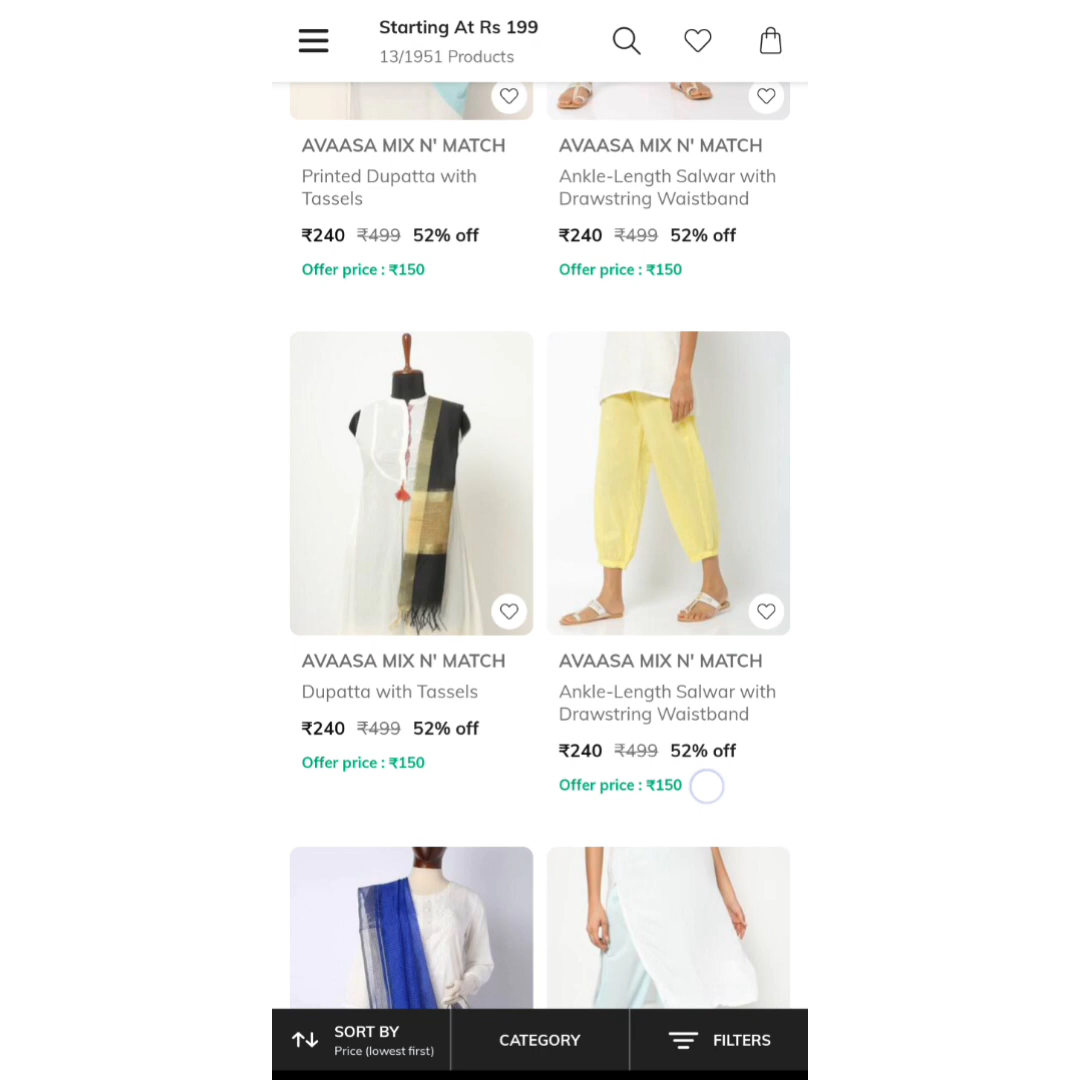 Starting At Rs 199
13/1951 Products
AVAASA MIX N' MATCH
Printed Dupatta with
Tassels
₹240 ₹499 52% off
Offer price : ₹150
AVAASA MIX N' MATCH
Ankle-Length Salwar with
Drawstring Waistband
₹240 ₹499 52% off
Offer price : ₹150
AVAASA MIX N' MATCH
Dupatta with Tassels
₹240 ₹499 52% off
Offer price : ₹150
AVAASA MIX N' MATCH
Ankle-Length Salwar with
Drawstring Waistband
₹240 ₹499 52% off
Offer price : ₹150
SORT BY
Price (lowest first)
CATEGORY
FILTERS